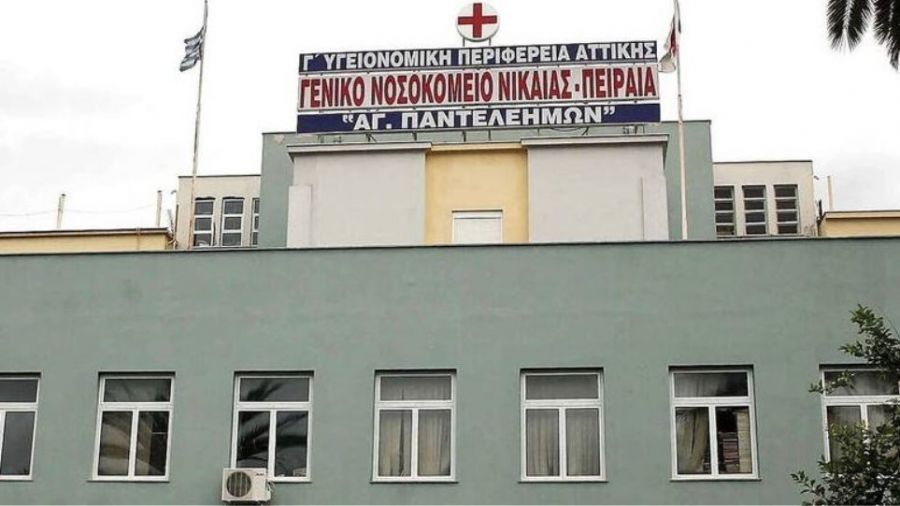 Γ΄ ΥΓΕΙΟΝΟΜΙΚΗ ΠΕΡΙΦΕΡΕΙΑ ΑΤΤΙΚΗΣ
ΓΕΝΙΚΟ ΝΟΣΟΚΟΜΕΙΟ ΝΙΚΑΙΑΣ - ΠΕΙΡΑΙΑ
"ΑΓ. ΠΑΝΤΕΛΕΗΜΩΝ"